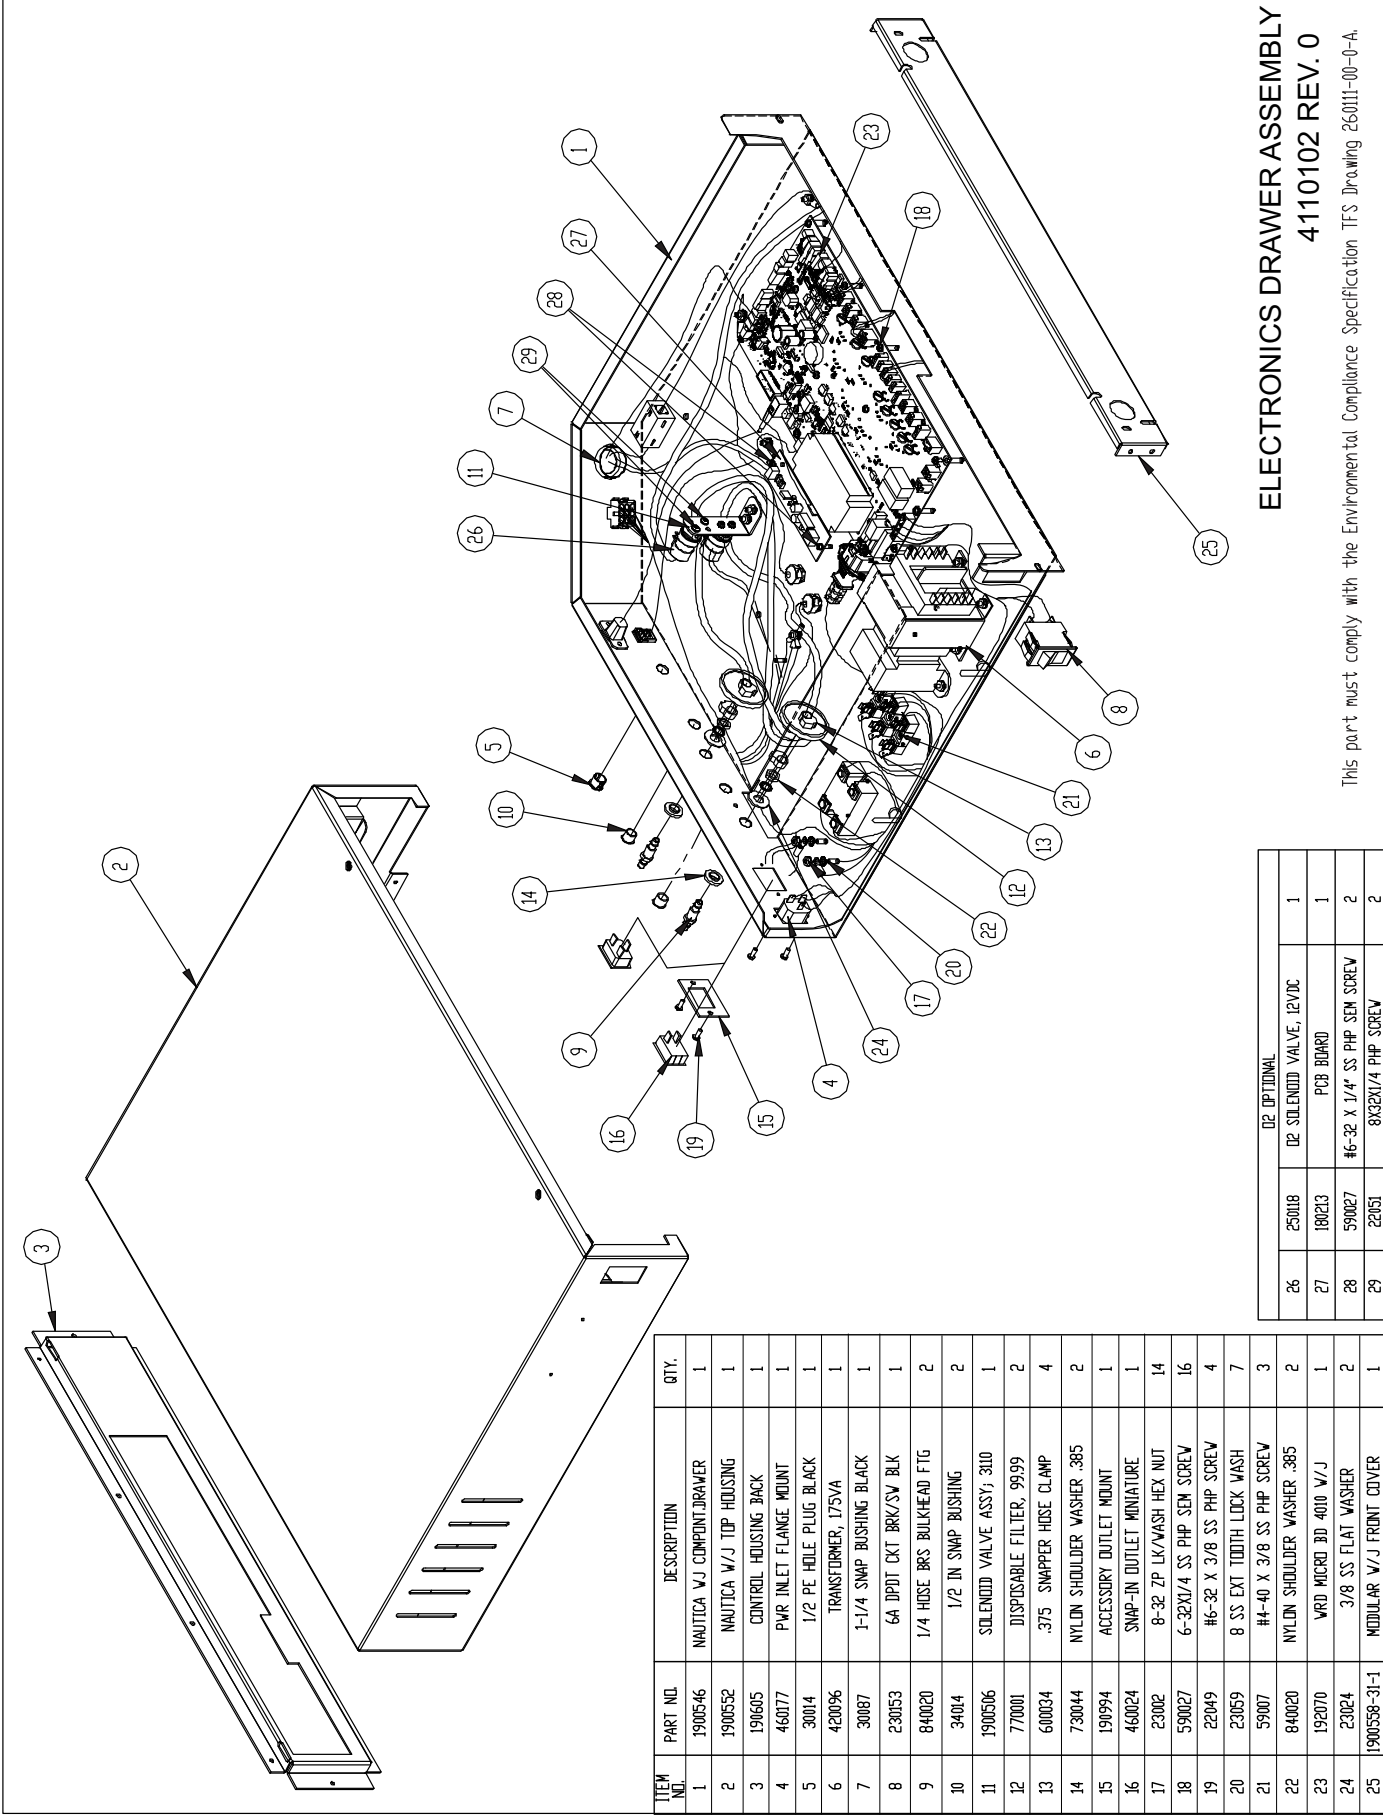 ELECTRONICS DRAWER ASSEMBLY
4110102 REV. 0
This part must comply with the Environmental Compliance Specification TFS Drawing 260111-00-0-A.
3
2
16
19
15
9
14
10
5
26
11
7
29
28
27
1
4
24
17
20
22
12
13
21
6
8
18
23
25
ITEM NO. PART NO. DESCRIPTION QTY.
1 1900546 NAUTICA WJ COMPONT.DRAWER 1
2 1900552 NAUTICA W/J TOP HOUSING 1
3 190605 CONTROL HOUSING BACK 1
4 460177 PWR INLET FLANGE MOUNT 1
5 30014 1/2 PE HOLE PLUG BLACK 1
6 420096 TRANSFORMER, 175VA 1
7 30087 1-1/4 SNAP BUSHING BLACK 1
8 230153 6A DPDT CKT BRK/SW BLK 1
9 840020 1/4 HOSE BRS BULKHEAD FTG 2
10 34014 1/2 IN SNAP BUSHING 2
11 1900506 SOLENOID VALVE ASSY; 3110 1
12 770001 DISPOSABLE FILTER, 99.99 2
13 600034 .375 SNAPPER HOSE CLAMP 4
14 730044 NYLON SHOULDER WASHER .385 2
15 190994 ACCESSORY OUTLET MOUNT 1
16 460024 SNAP-IN OUTLET MINIATURE 1
17 23002 8-32 ZP LK/WASH HEX NUT 14
18 590027 6-32X1/4 SS PHP SEM SCREW 16
19 22049 #6-32 X 3/8 SS PHP SCREW 4
20 23059 8 SS EXT TOOTH LOCK WASH 7
21 59007 #4-40 X 3/8 SS PHP SCREW 3
22 840020 NYLON SHOULDER WASHER .385 2
23 192070 WRD MICRO BD 4010 W/J 1
24 23024 3/8 SS FLAT WASHER 2
25 1900558-31-1 MODULAR W/J FRONT COVER 1
O2 OPTIONAL
26 250118 O2 SOLENOID VALVE, 12VDC 1
27 180213 PCB BOARD 1
28 590027 #6-32 X 1/4" SS PHP SEM SCREW 2
29 22051 8X32X1/4 PHP SCREW 2